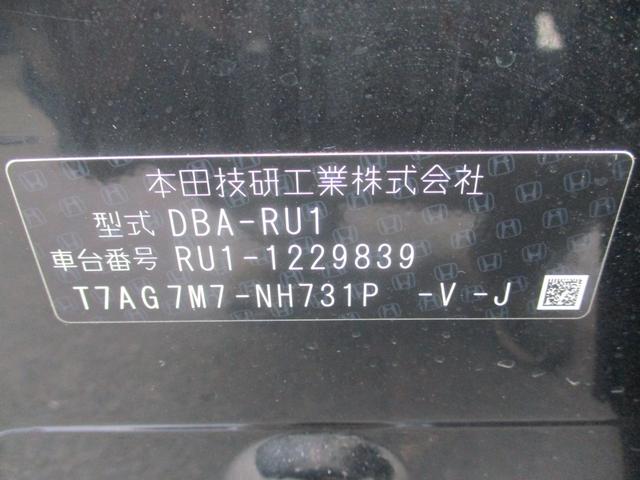 本田技研工業株式会社
型式 DBA-RU1
車台番号 RU1-1229839
T7AG7M7-NH731P -V-J